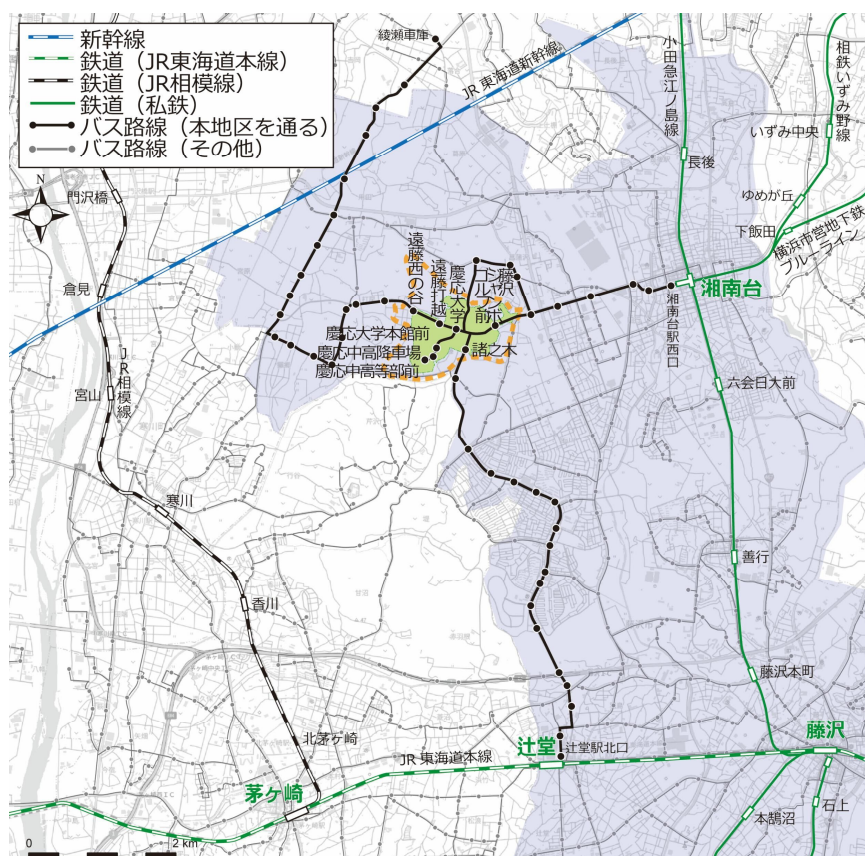 新幹線
鉄道（JR東海道本線）
鉄道（JR相模線）
鉄道（私鉄）
バス路線（本地区を通る）
バス路線（その他）
綾瀬車庫
JR 東海道新幹線
小田急江ノ島線
相鉄いずみ野線
いずみ中央
長後
ゆめが丘
下飯田
横浜市営地下鉄
ブルーライン
N
門沢橋
倉見
遠藤西の谷
遠藤打越
慶応大学
藤沢
ジャンボ
ゴルフ前
湘南台
湘南台駅西口
慶応大学本館前
慶応中高降車場
慶応中高等部前
諸之木
宮山
JR相模線
六会日大前
寒川
善行
香川
藤沢本町
北茅ヶ崎
JR 東海道本線
辻堂
辻堂駅北口
藤沢
茅ヶ崎
本鵠沼
石上
0
2 km